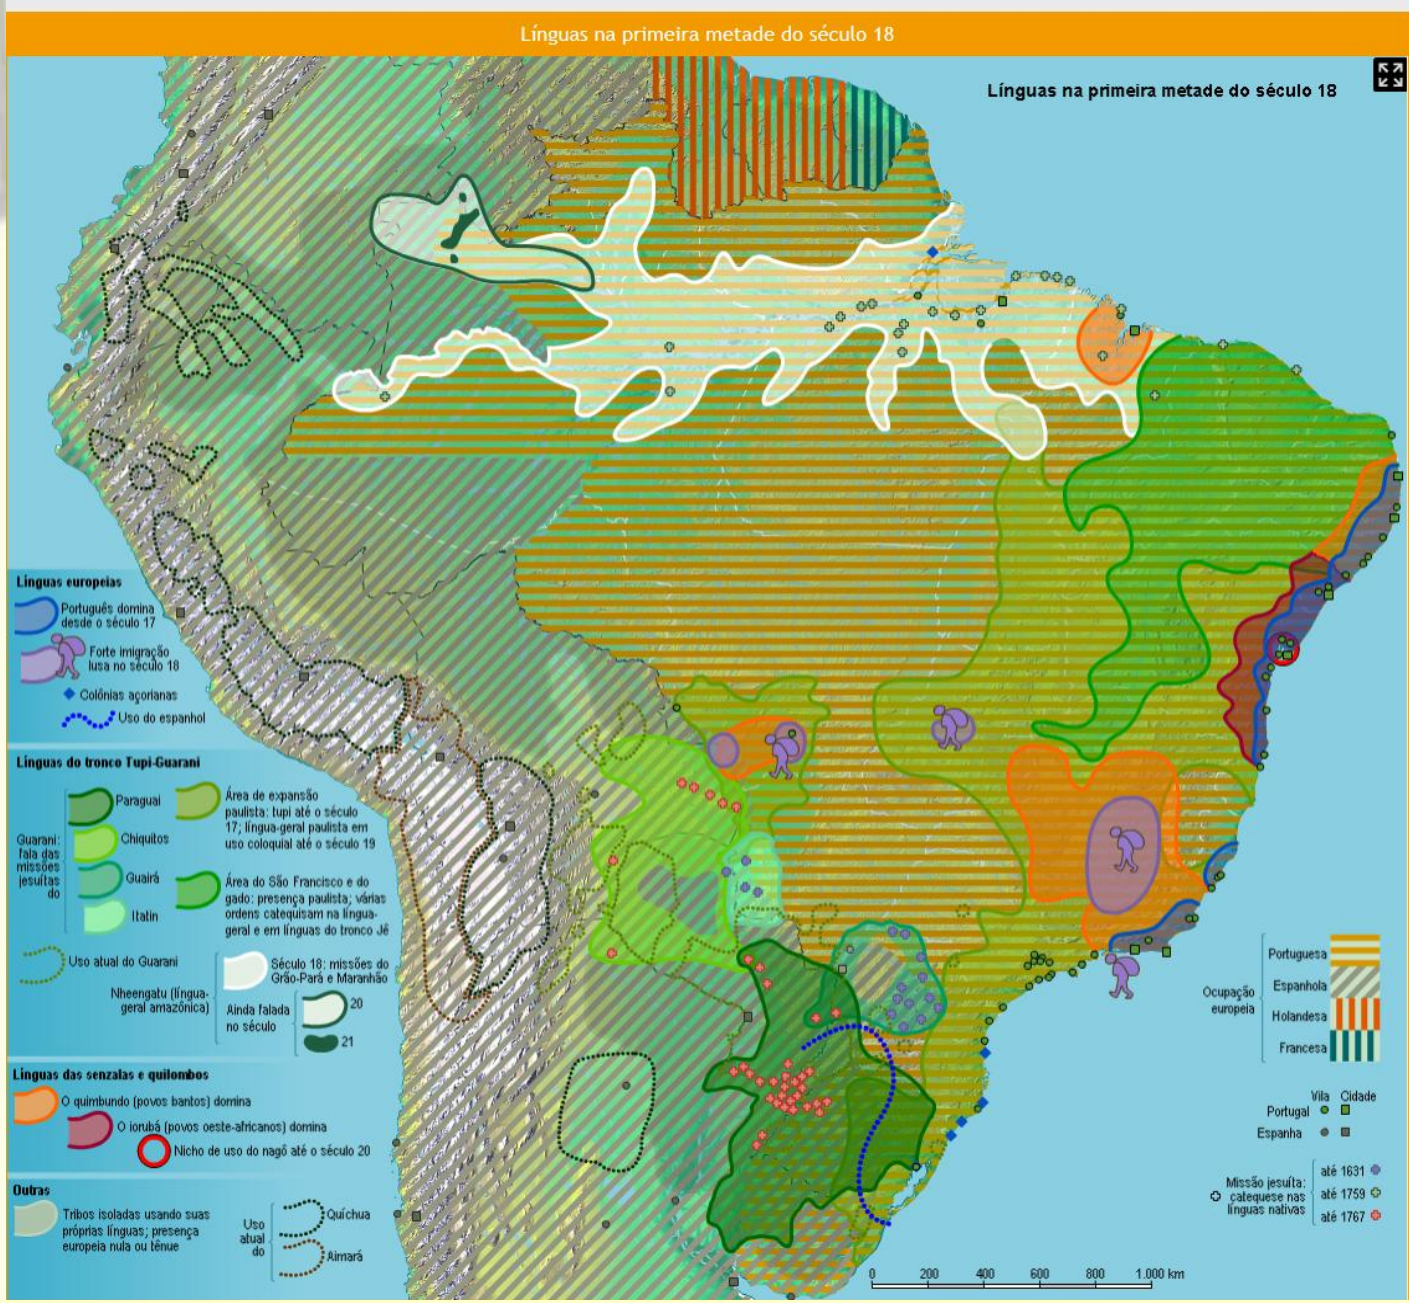 Línguas na primeira metade do século 18
Línguas na primeira metade do século 18
Línguas europeias
Português domina
desde o século 17
Forte imigração
lusa no século 18
Colônias açorianas
Uso do espanhol
Línguas do tronco Tupi-Guarani
Guarani:
fala das
missões
jesuítas
do
Paraguai
Chiquitos
Guairá
Itatin
Área de expansão
paulista: tupi até o século
17; língua-geral paulista em
uso coloquial até o século 19
Área do São Francisco e do
gado: presença paulista; várias
ordens catequisam na língua-
geral e em línguas do tronco Jê
Uso atual do Guarani
Nheengatu (língua-
geral amazônica)
Século 18: missões do
Grão-Pará e Maranhão
Ainda falada
no século
20
21
Línguas das senzalas e quilombos
O quimbundo (povos bantos) domina
O iorubá (povos oeste-africanos) domina
Nicho de uso do nagô até o século 20
Outras
Tribos isoladas usando suas
próprias línguas; presença
europeia nula ou tênue
Uso
atual
do
Quíchua
Aimará
Ocupação
europeia
Portuguesa
Espanhola
Holandesa
Francesa
Vila Cidade
Portugal
Espanha
Missão jesuíta:
catequese nas
línguas nativas
até 1631
até 1759
até 1767
0 200 400 600 800 1.000 km